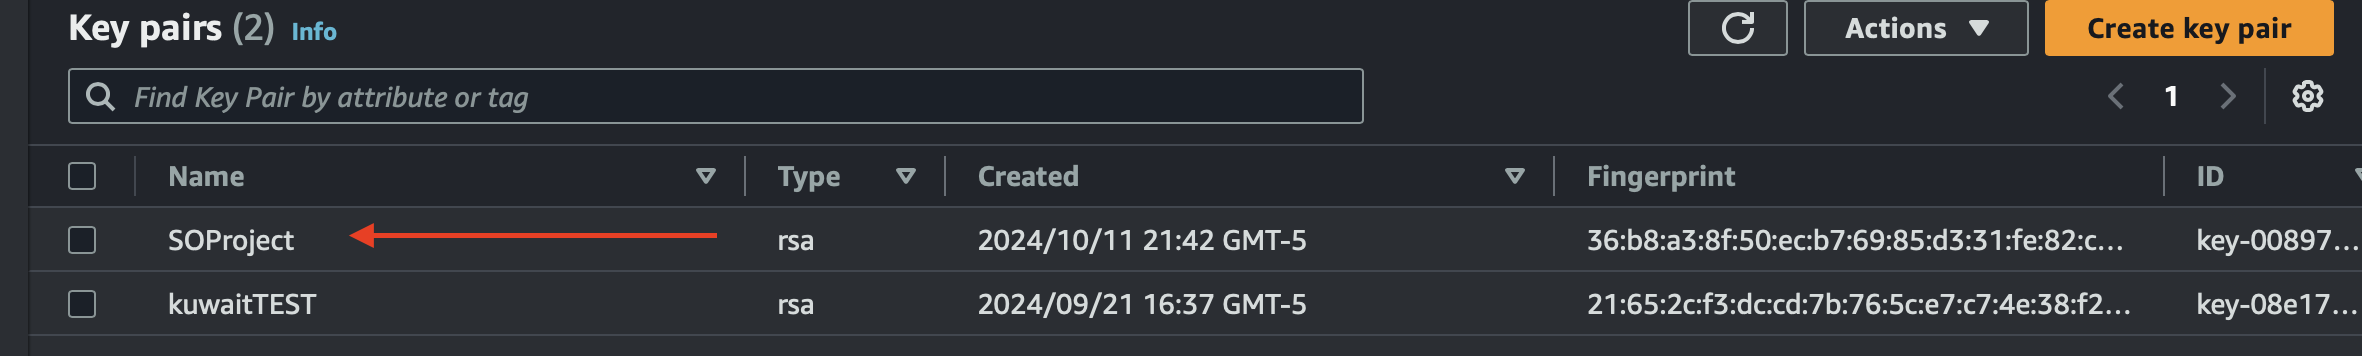 Key pairs (2) Info
Actions
Create key pair
Find Key Pair by attribute or tag
1
Name Type Created Fingerprint ID
SOProject rsa 2024/10/11 21:42 GMT-5 36:b8:a3:8f:50:ec:b7:69:85:d3:31:fe:82:c... key-00897...
kuwaitTEST rsa 2024/09/21 16:37 GMT-5 21:65:2c:f3:dc:cd:7b:76:5c:e7:c7:4e:38:f2... key-08e17...